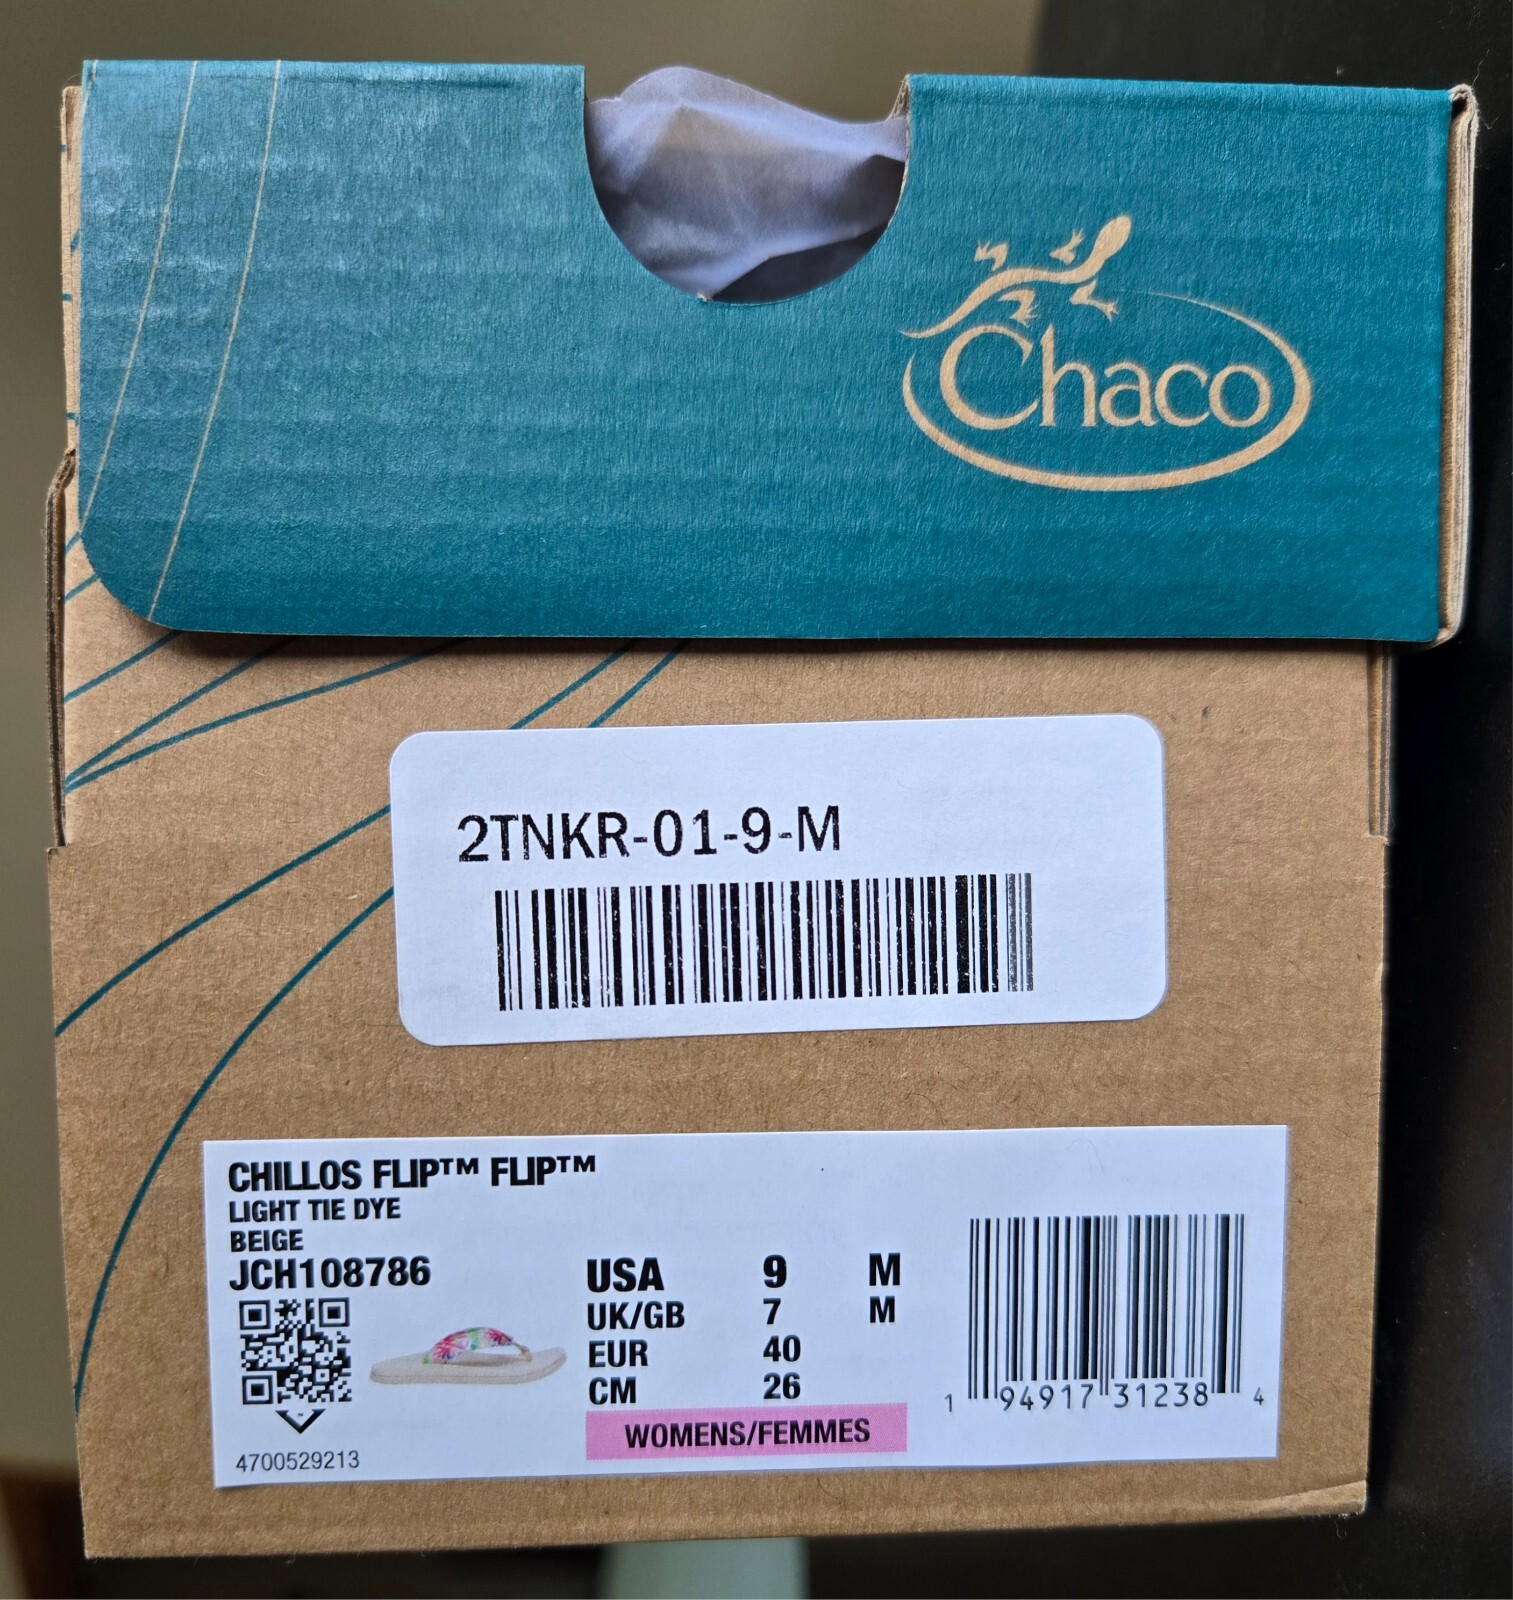 Chaco
2TNKR-01-9-M
CHILLOS FLIP™ FLIP™
LIGHT TIE DYE
BEIGE
JCH108786
USA 9 M
UK/GB 7 M
EUR 40
CM 26
WOMENS/FEMMES
4700529213
1 94917 31238 4